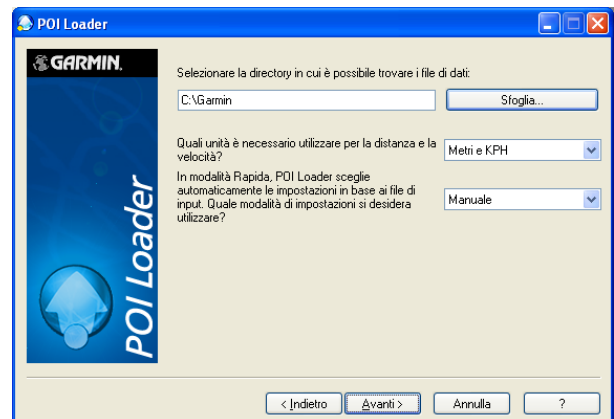 POI Loader
GARMIN.
POI Loader
Selezionare la directory in cui è possibile trovare i file di dati:
C:\Garmin
Sfoglia...
Quali unità è necessario utilizzare per la distanza e la
velocità?
Metri e KPH
In modalità Rapida, POI Loader sceglie
automaticamente le impostazioni in base ai file di
input. Quale modalità di impostazioni si desidera
utilizzare?
Manuale
< Indietro
Avanti >
Annulla
?